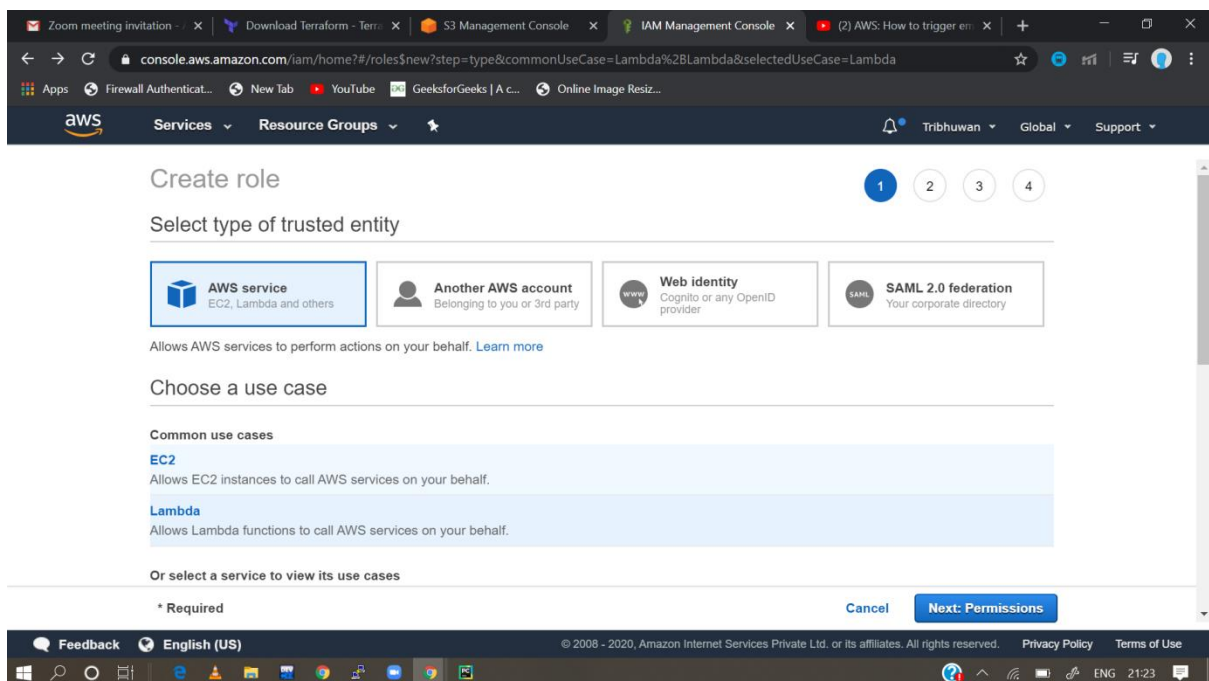 Zoom meeting invitation - 
Download Terraform - Terra
S3 Management Console
IAM Management Console
(2) AWS: How to trigger em
console.aws.amazon.com/iam/home?#/roles$new?step=type&commonUseCase=Lambda%2BLambda&selectedUseCase=Lambda
Apps Firewall Authenticat... New Tab YouTube GeeksforGeeks | A c... Online Image Resiz...
aws Services Resource Groups Tribhuwan Global Support
Create role
1 2 3 4
Select type of trusted entity
AWS service
EC2, Lambda and others
Another AWS account
Belonging to you or 3rd party
www
Web identity
Cognito or any OpenID
provider
SAML
SAML 2.0 federation
Your corporate directory
Allows AWS services to perform actions on your behalf. Learn more
Choose a use case
Common use cases
EC2
Allows EC2 instances to call AWS services on your behalf.
Lambda
Allows Lambda functions to call AWS services on your behalf.
Or select a service to view its use cases
* Required Cancel Next: Permissions
Feedback English (US) © 2008 - 2020, Amazon Internet Services Private Ltd. or its affiliates. All rights reserved. Privacy Policy Terms of Use
ENG 21:23